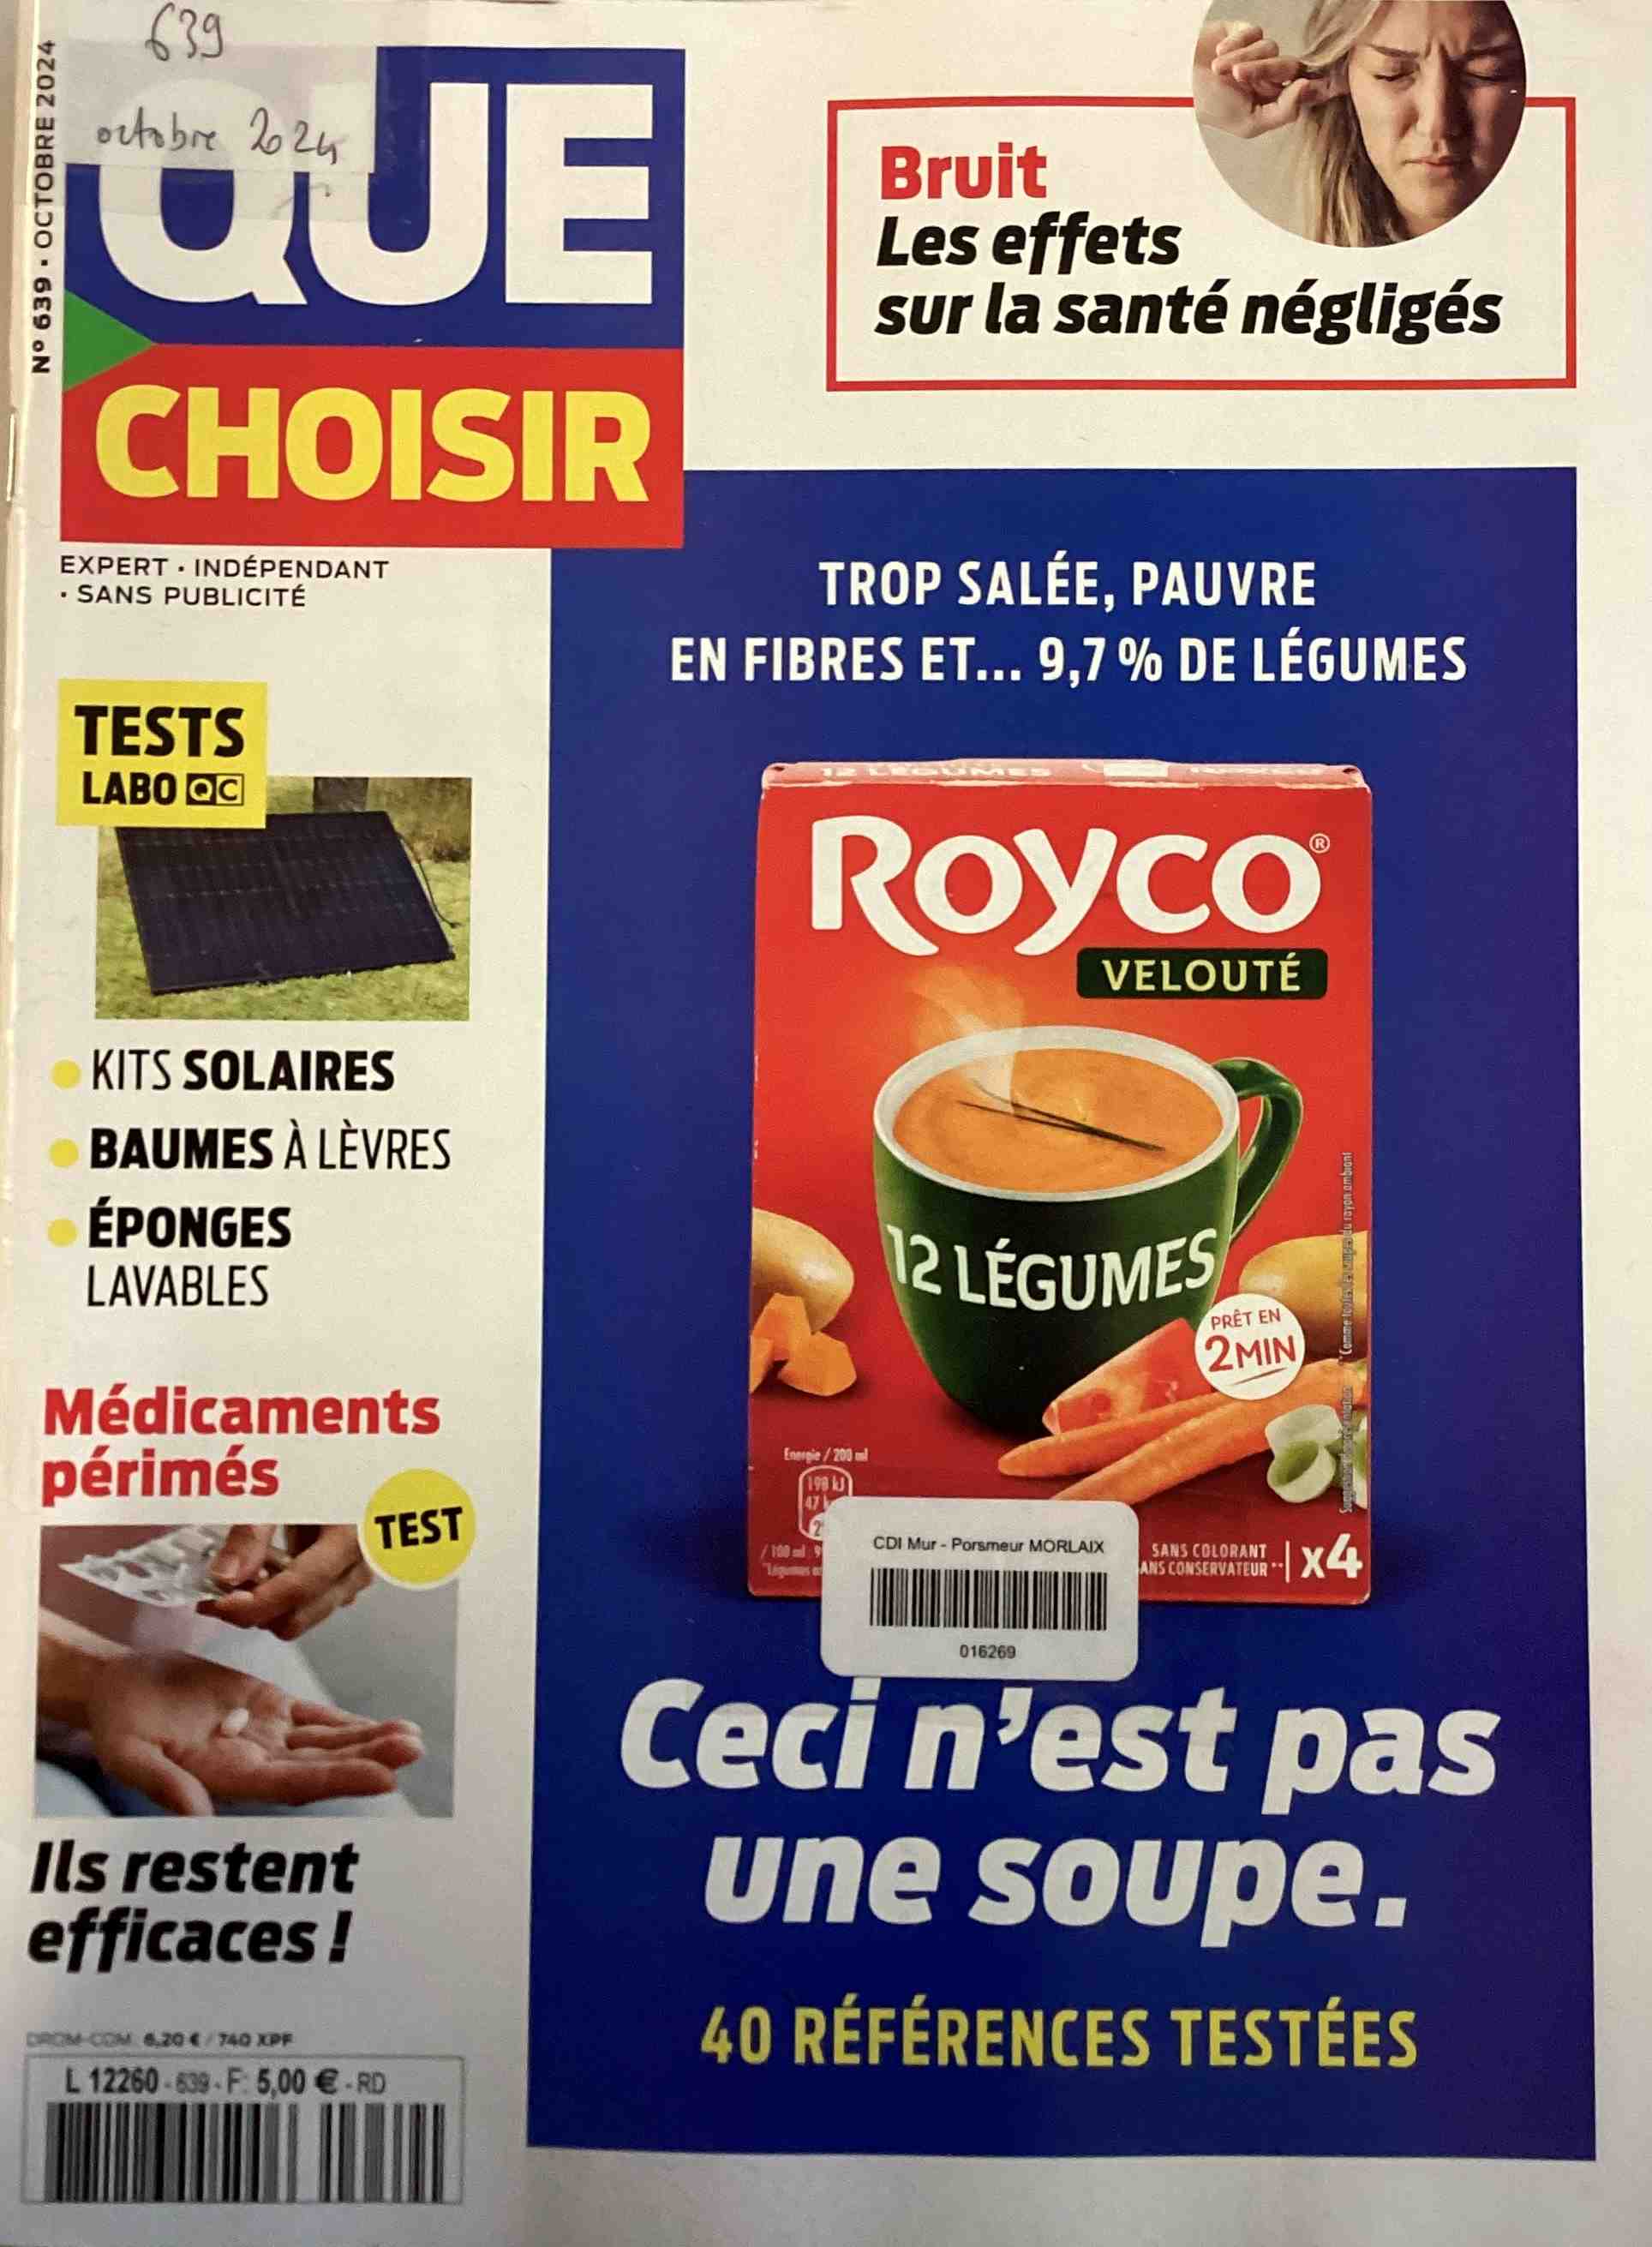 639
octobre 2024
N° 639 • OCTOBRE 2024
QUE
CHOISIR
EXPERT • INDÉPENDANT
• SANS PUBLICITÉ
Bruit
Les effets
sur la santé négligés
TROP SALÉE, PAUVRE
EN FIBRES ET... 9,7 % DE LÉGUMES
TESTS
LABO QC
KITS SOLAIRES
BAUMES À LÈVRES
ÉPONGES
LAVABLES
Médicaments
périmés
TEST
Ils restent
efficaces !
12 LÉGUMES
ROYCO®
VELOUTÉ
12 LÉGUMES
PRÊT EN
2 MIN
Energie / 200 ml
198 kJ
47
/ 100 ml
SANS COLORANT
ANS CONSERVATEUR**
x4
CDI Mur - Porsmeur MORLAIX
016269
Ceci n'est pas
une soupe.
40 RÉFÉRENCES TESTÉES
DROM-COM 6,20 € / 740 XPF
L 12260 - 639 - F: 5,00 € - RD